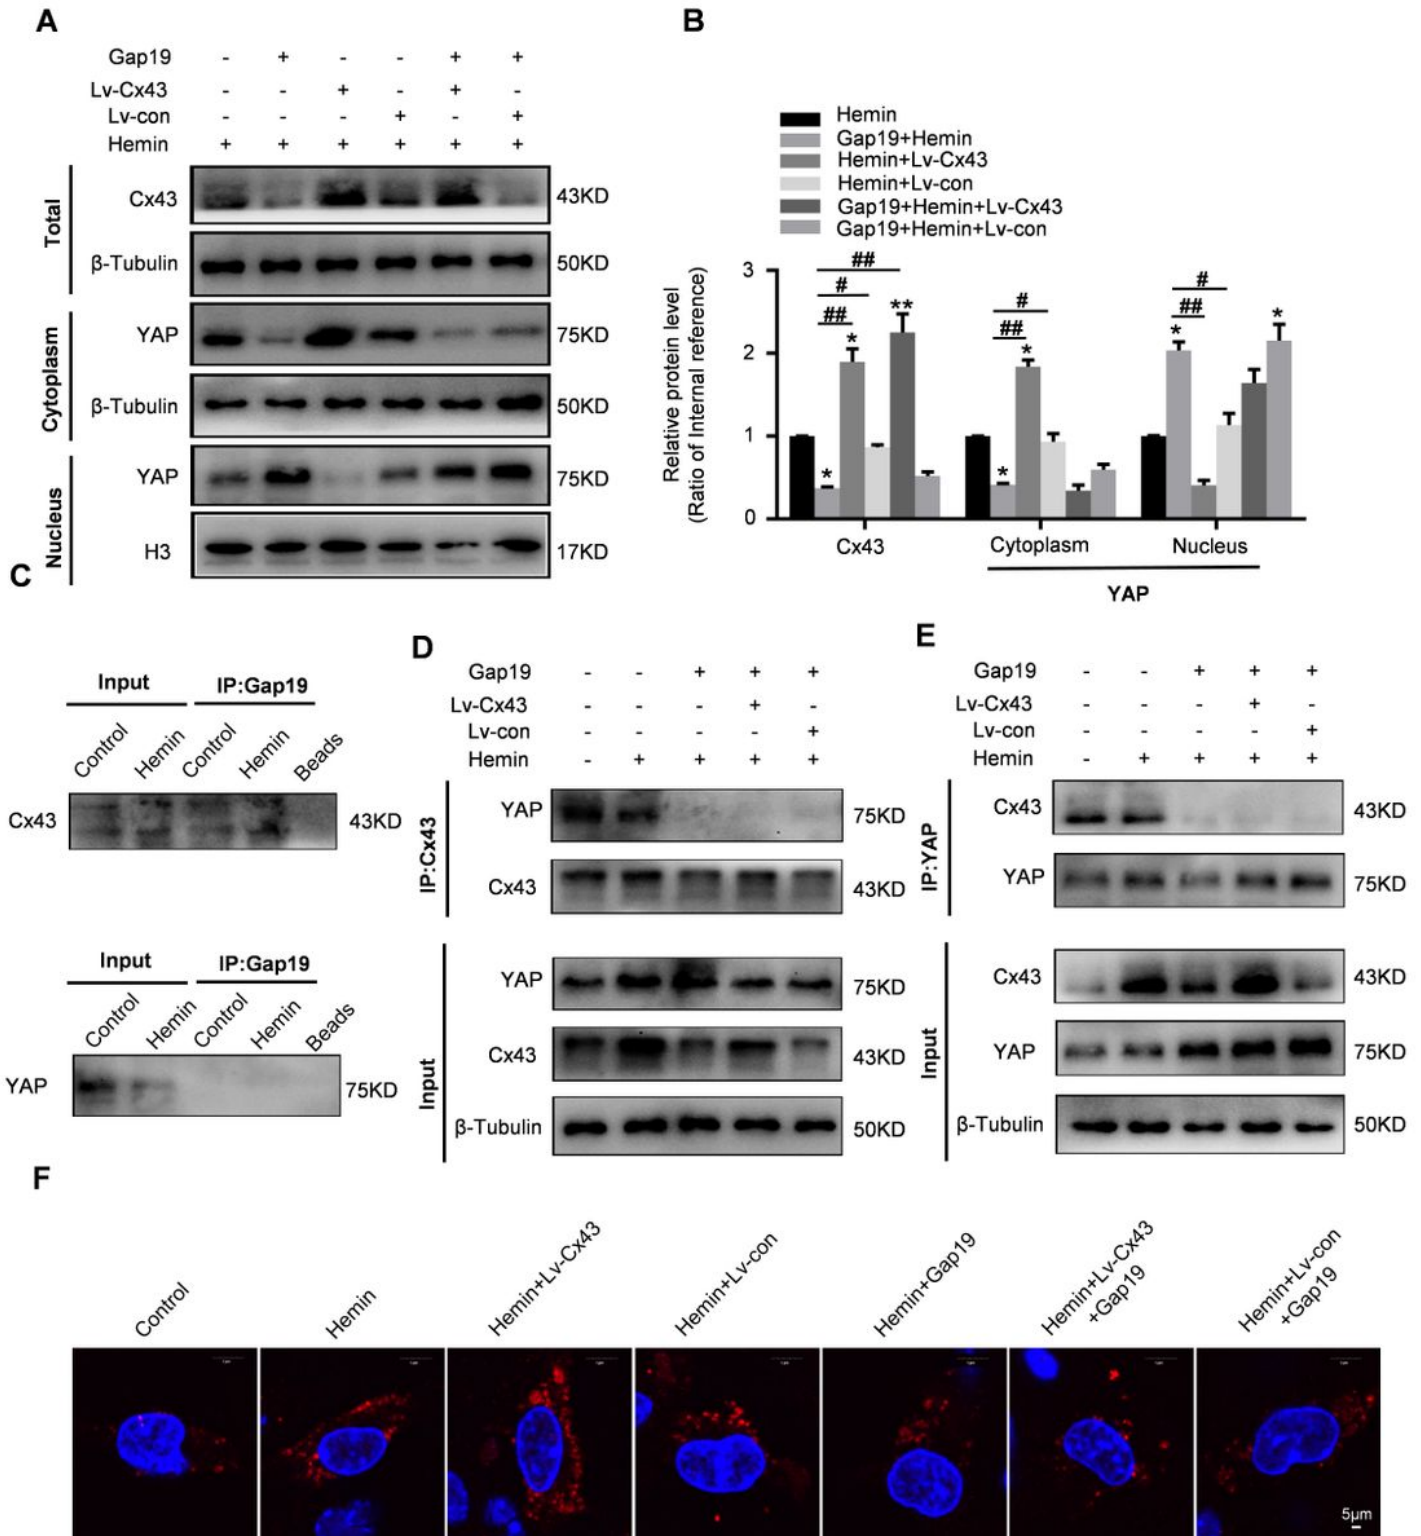 A
Gap19 - + - - + +
Lv-Cx43 - - + - + -
Lv-con - - - + - +
Hemin + + + + + +
Total
Cx43 43KD
β-Tubulin 50KD
Cytoplasm
YAP 75KD
β-Tubulin 50KD
Nucleus
YAP 75KD
H3 17KD
B
Hemin
Gap19+Hemin
Hemin+Lv-Cx43
Hemin+Lv-con
Gap19+Hemin+Lv-Cx43
Gap19+Hemin+Lv-con
Relative protein level
(Ratio of Internal reference)
3
2
1
0
##
#
##
* * **
#
##
* *
#
##
* *
Cx43 Cytoplasm Nucleus
YAP
C
Input IP:Gap19
Control Hemin Control Hemin Beads
Cx43 43KD
Input IP:Gap19
Control Hemin Control Hemin Beads
YAP 75KD
D
Gap19 - - + + +
Lv-Cx43 - - - + -
Lv-con - - - - +
Hemin - + + + +
IP:Cx43
YAP 75KD
Cx43 43KD
Input
YAP 75KD
Cx43 43KD
β-Tubulin 50KD
E
Gap19 - - + + +
Lv-Cx43 - - - + -
Lv-con - - - - +
Hemin - + + + +
IP:YAP
Cx43 43KD
YAP 75KD
Input
Cx43 43KD
YAP 75KD
β-Tubulin 50KD
F
Control
Hemin
Hemin+Lv-Cx43
Hemin+Lv-con
Hemin+Gap19
Hemin+Lv-Cx43
+Gap19
Hemin+Lv-con
+Gap19
5μm